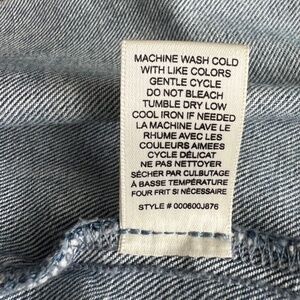 MACHINE WASH COLD
WITH LIKE COLORS
GENTLE CYCLE
DO NOT BLEACH
TUMBLE DRY LOW
COOL IRON IF NEEDED
LA MACHINE LAVE LE
RHUME AVEC LES
COULEURS AIMEES
CYCLE DÉLICAT
NE PAS NETTOYER
SÉCHER PAR CULBUTAGE
À BASSE TEMPÉRATURE
FOUR FRIT SI NÉCESSAIRE
STYLE # 000600J876